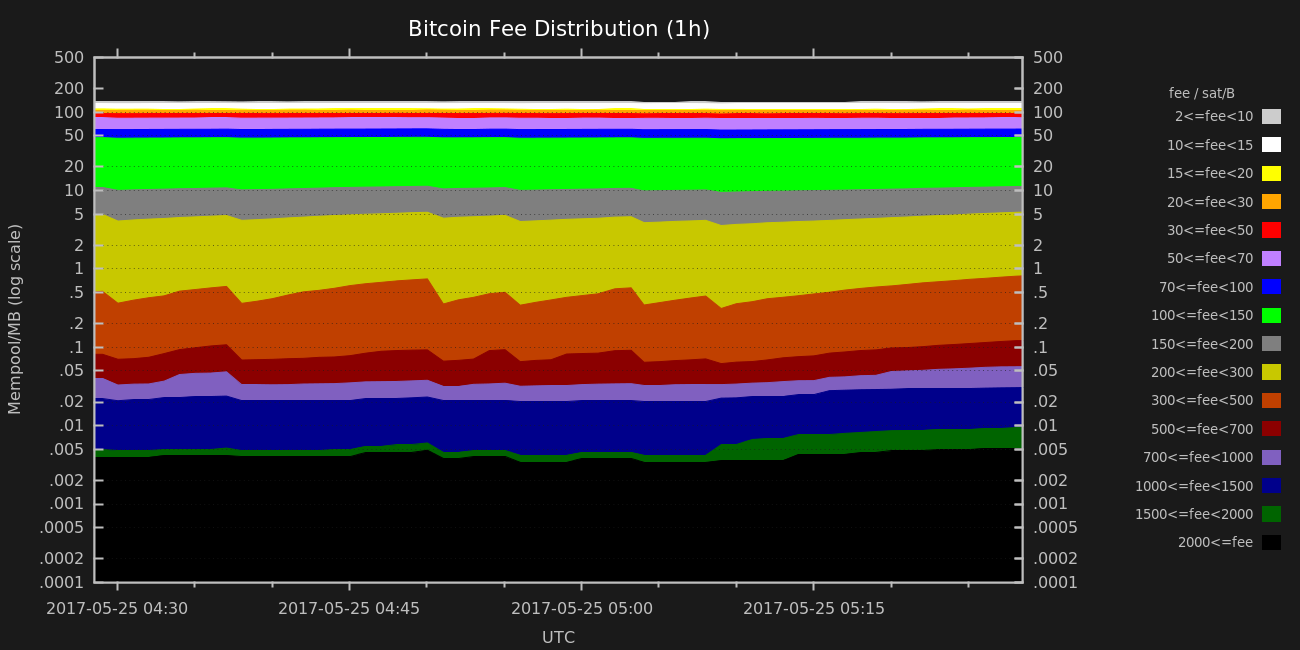 Bitcoin Fee Distribution (1h)
500
200
100
50
20
10
5
2
1
.5
.2
.1
.05
.02
.01
.005
.002
.001
.0005
.0002
.0001
Mempool/MB (log scale)
500
200
100
50
20
10
5
2
1
.5
.2
.1
.05
.02
.01
.005
.002
.001
.0005
.0002
.0001
2017-05-25 04:30 2017-05-25 04:45 2017-05-25 05:00 2017-05-25 05:15
UTC
fee / sat/B
2<=fee<10
10<=fee<15
15<=fee<20
20<=fee<30
30<=fee<50
50<=fee<70
70<=fee<100
100<=fee<150
150<=fee<200
200<=fee<300
300<=fee<500
500<=fee<700
700<=fee<1000
1000<=fee<1500
1500<=fee<2000
2000<=fee